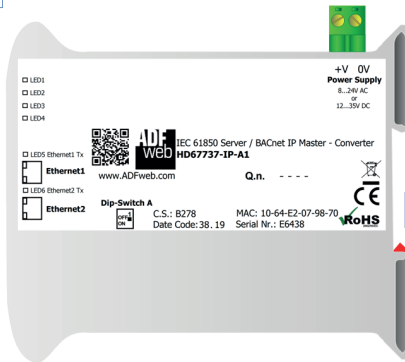 +V 0V
Power Supply
8...24V AC
or
12...35V DC
LED1
LED2
LED3
LED4
ADF
web
IEC 61850 Server / BACnet IP Master - Converter
HD67737-IP-A1
www.ADFweb.com
Q.n. - - - -
LED5 Ethernet1 Tx
Ethernet1
LED6 Ethernet2 Tx
Ethernet2
Dip-Switch A
OFF 1
ON
C.S.: B278
Date Code:38.19
MAC: 10-64-E2-07-98-70
Serial Nr.: E6438
CE
RoHS